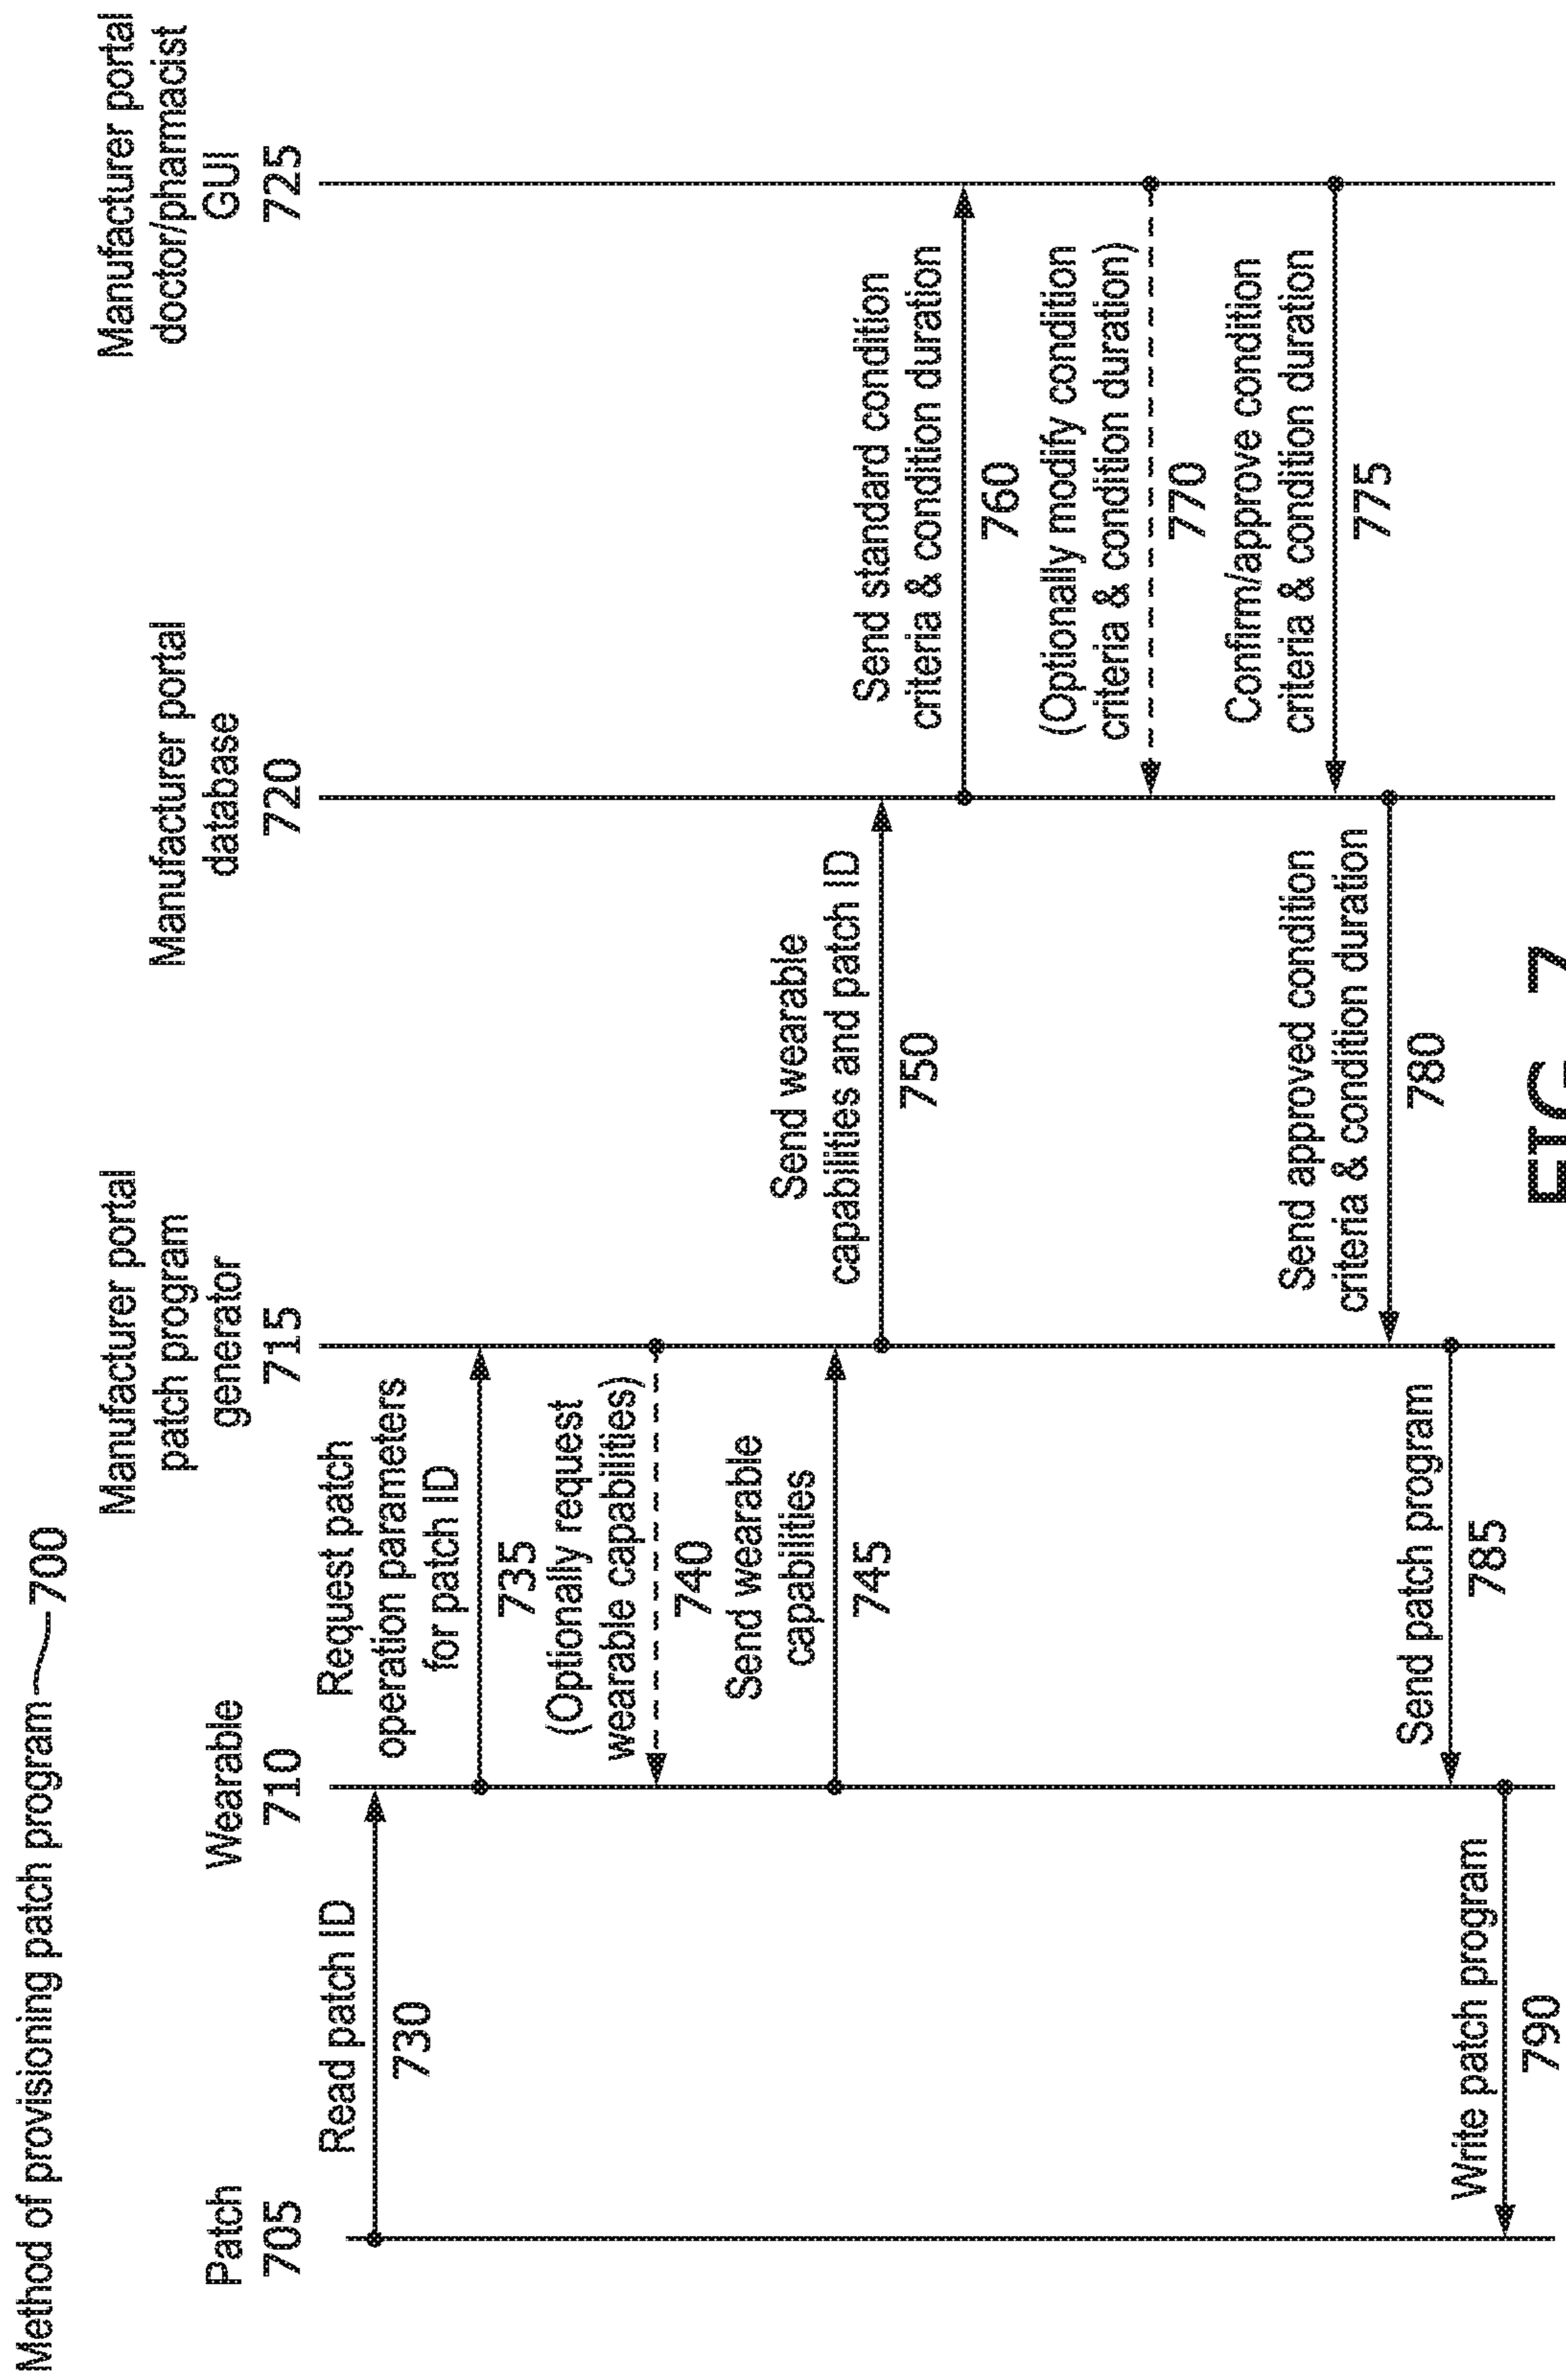 Method of provisioning patch program
700
Patch
705
Wearable
710
Manufacturer portal
patch program
generator
715
Manufacturer portal
database
720
Manufacturer portal
doctor/pharmacist
GUI
725
Read patch ID
730
Request patch
operation parameters
for patch ID
735
(Optionally request
wearable capabilities)
740
Send wearable
capabilities
745
Send wearable
capabilities and patch ID
750
Send standard condition
criteria & condition duration
760
(Optionally modify condition
criteria & condition duration)
770
Confirm/approve condition
criteria & condition duration
775
Send approved condition
criteria & condition duration
780
Send patch program
785
Write patch program
790
FIG. 7